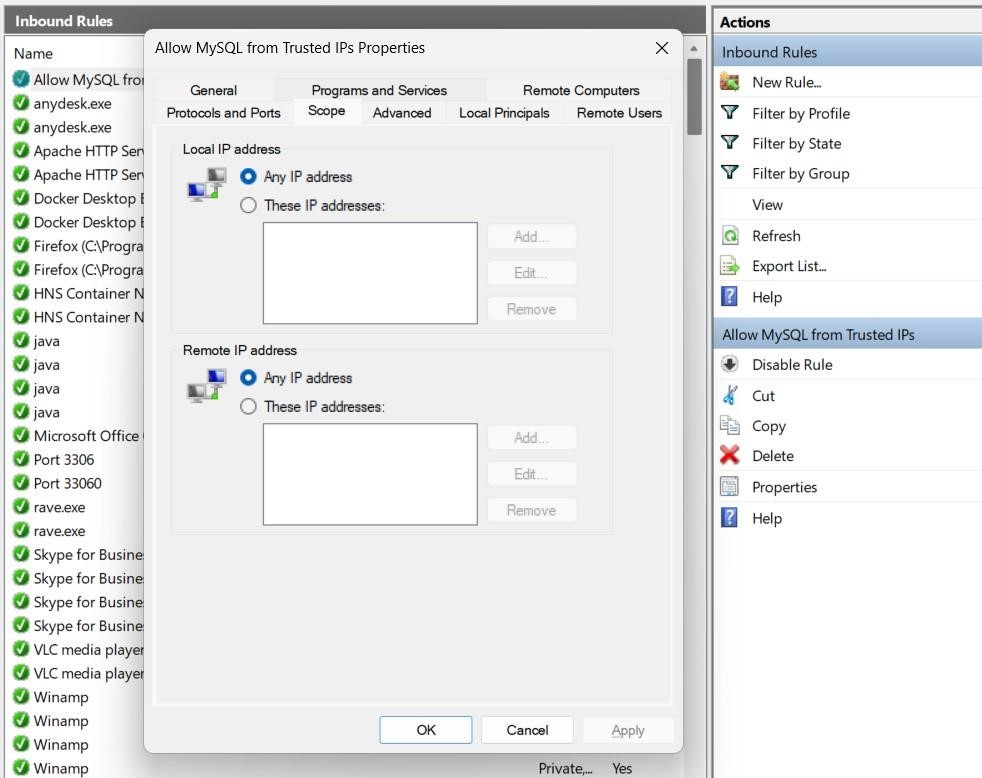 Inbound Rules
Name
Allow MySQL fro
anydesk.exe
anydesk.exe
Apache HTTP Serv
Apache HTTP Serv
Docker Desktop B
Docker Desktop B
Firefox (C:\Progra
Firefox (C:\Progra
HNS Container N
HNS Container N
java
java
java
java
Microsoft Office
Port 3306
Port 33060
rave.exe
rave.exe
Skype for Busine
Skype for Busine
Skype for Busine
Skype for Busine
VLC media player
VLC media player
Winamp
Winamp
Winamp
Winamp
Private,... Yes
Allow MySQL from Trusted IPs Properties
General Programs and Services Remote Computers
Protocols and Ports Scope Advanced Local Principals Remote Users
Local IP address
Any IP address
These IP addresses:
Add...
Edit...
Remove
Remote IP address
Any IP address
These IP addresses:
Add...
Edit...
Remove
OK Cancel Apply
Actions
Inbound Rules
New Rule...
Filter by Profile
Filter by State
Filter by Group
View
Refresh
Export List...
Help
Allow MySQL from Trusted IPs
Disable Rule
Cut
Copy
Delete
Properties
Help